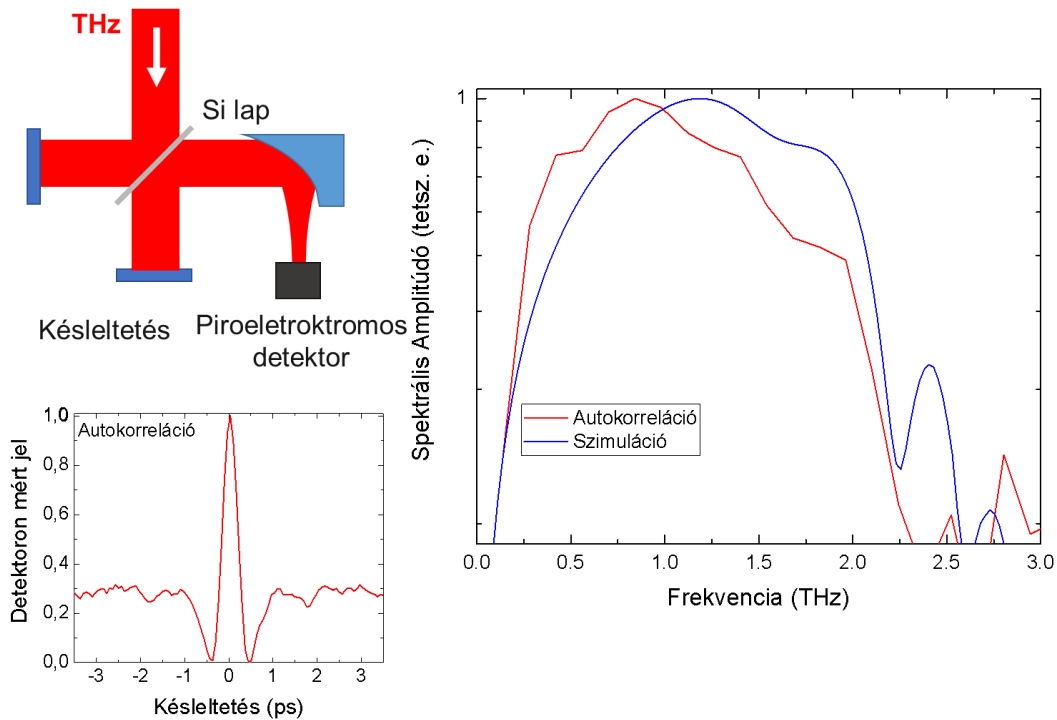 THz
Si lap
Késleltetés
Piroeletroktromos
detektor
Autokorreláció
Detektoron mért jel
1,0
0,8
0,6
0,4
0,2
0,0
-3 -2 -1 0 1 2 3
Késleltetés (ps)
Spektrális Amplitúdó (tetsz. e.)
1
Autokorreláció
Szimuláció
0.0 0.5 1.0 1.5 2.0 2.5 3.0
Frekvencia (THz)